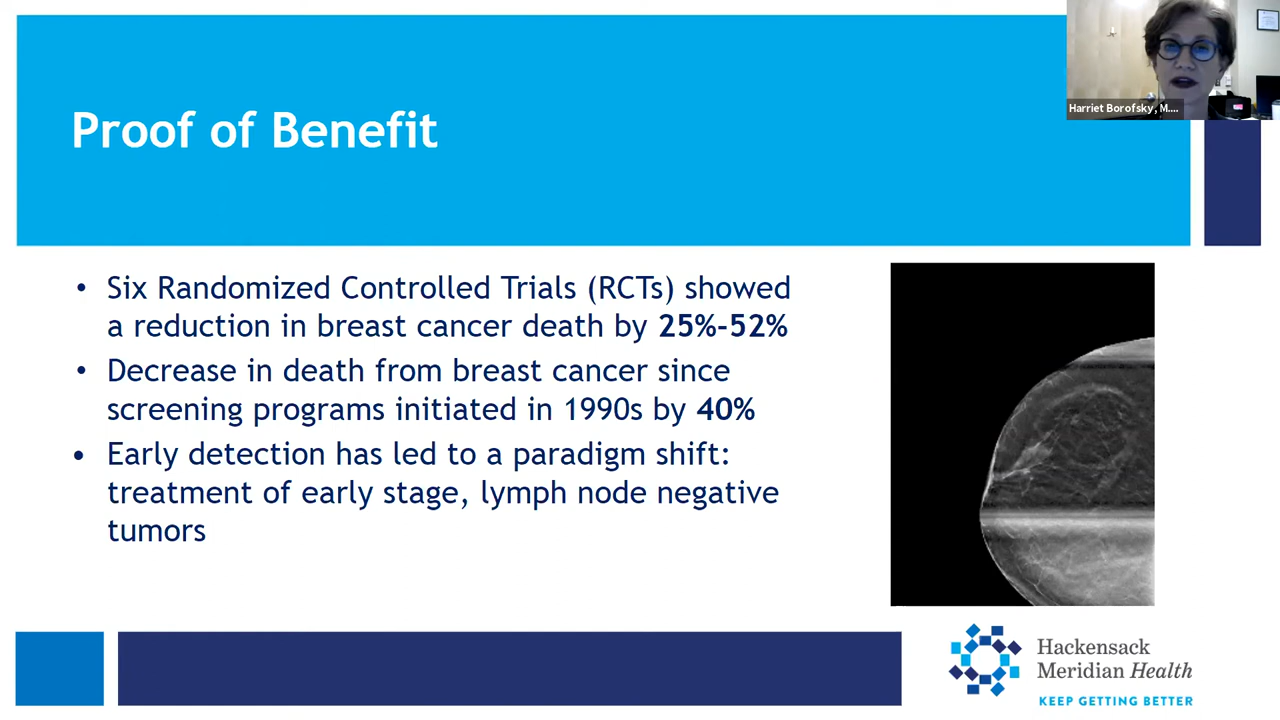 Harriet Borofsky, M....
Proof of Benefit
• Six Randomized Controlled Trials (RCTs) showed
a reduction in breast cancer death by 25%-52%
• Decrease in death from breast cancer since
screening programs initiated in 1990s by 40%
• Early detection has led to a paradigm shift:
treatment of early stage, lymph node negative
tumors
Hackensack
Meridian Health
KEEP GETTING BETTER